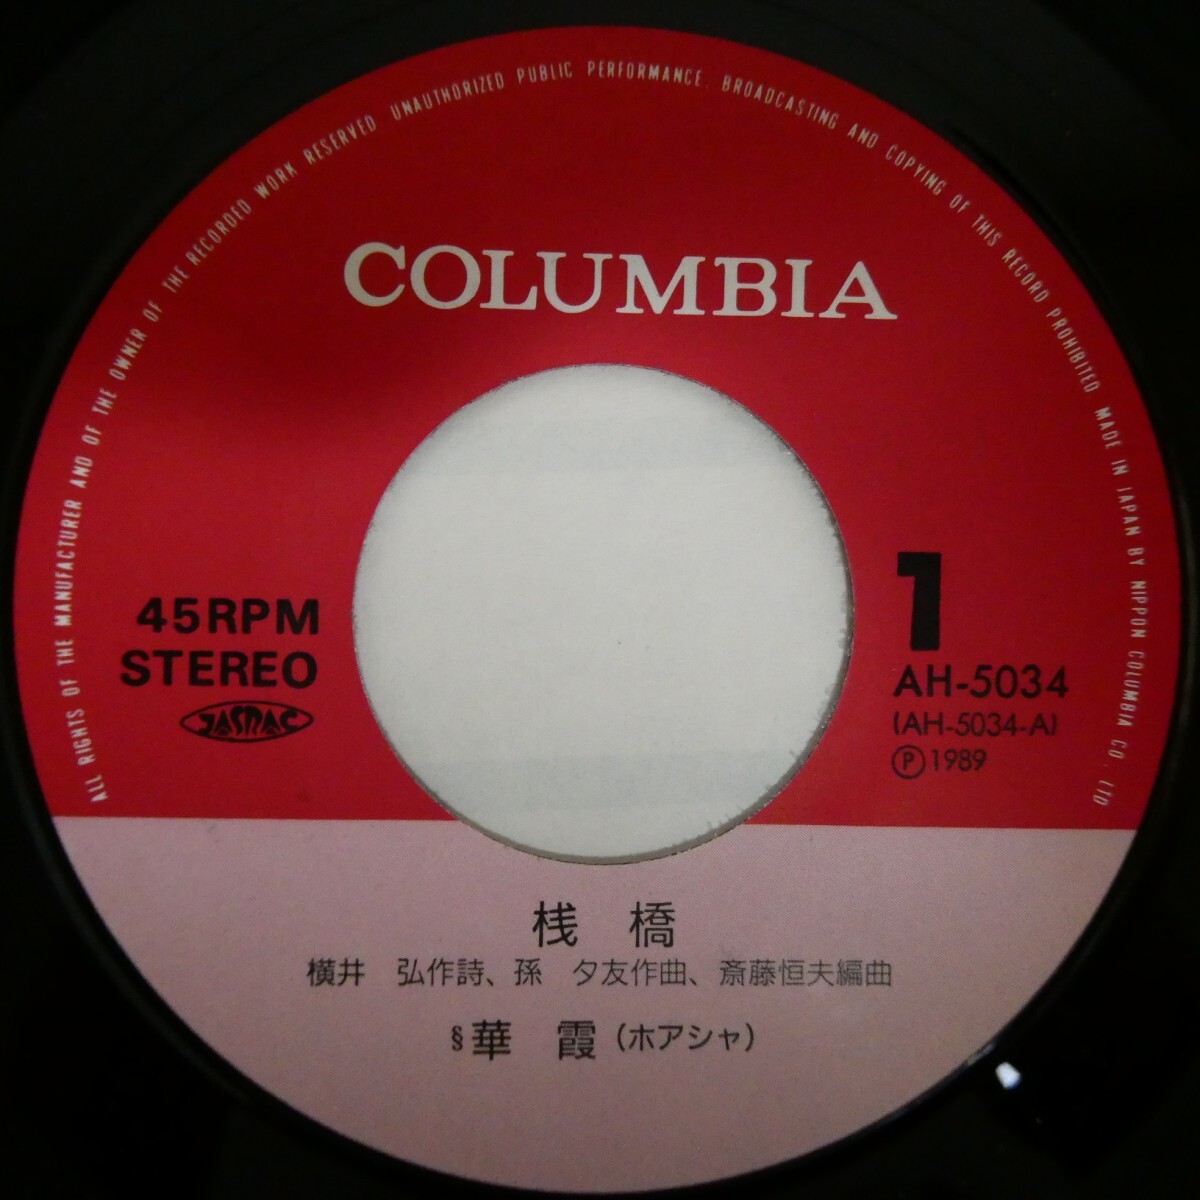 ALL RIGHTS OF THE MANUFACTURER AND OF THE OWNER OF THE RECORDED WORK RESERVED UNAUTHORIZED PUBLIC PERFORMANCE. BROADCASTING AND COPYING OF THIS RECORD PROHIBITED MADE IN JAPAN BY NIPPON COLUMBIA CO., LTD
COLUMBIA
45RPM
STEREO
JASRAC
1
AH-5034
(AH-5034-A)
Ⓟ1989
桟 橋
横井 弘作詩、孫 夕友作曲、斎藤恒夫編曲
§華 霞(ホアシャ)